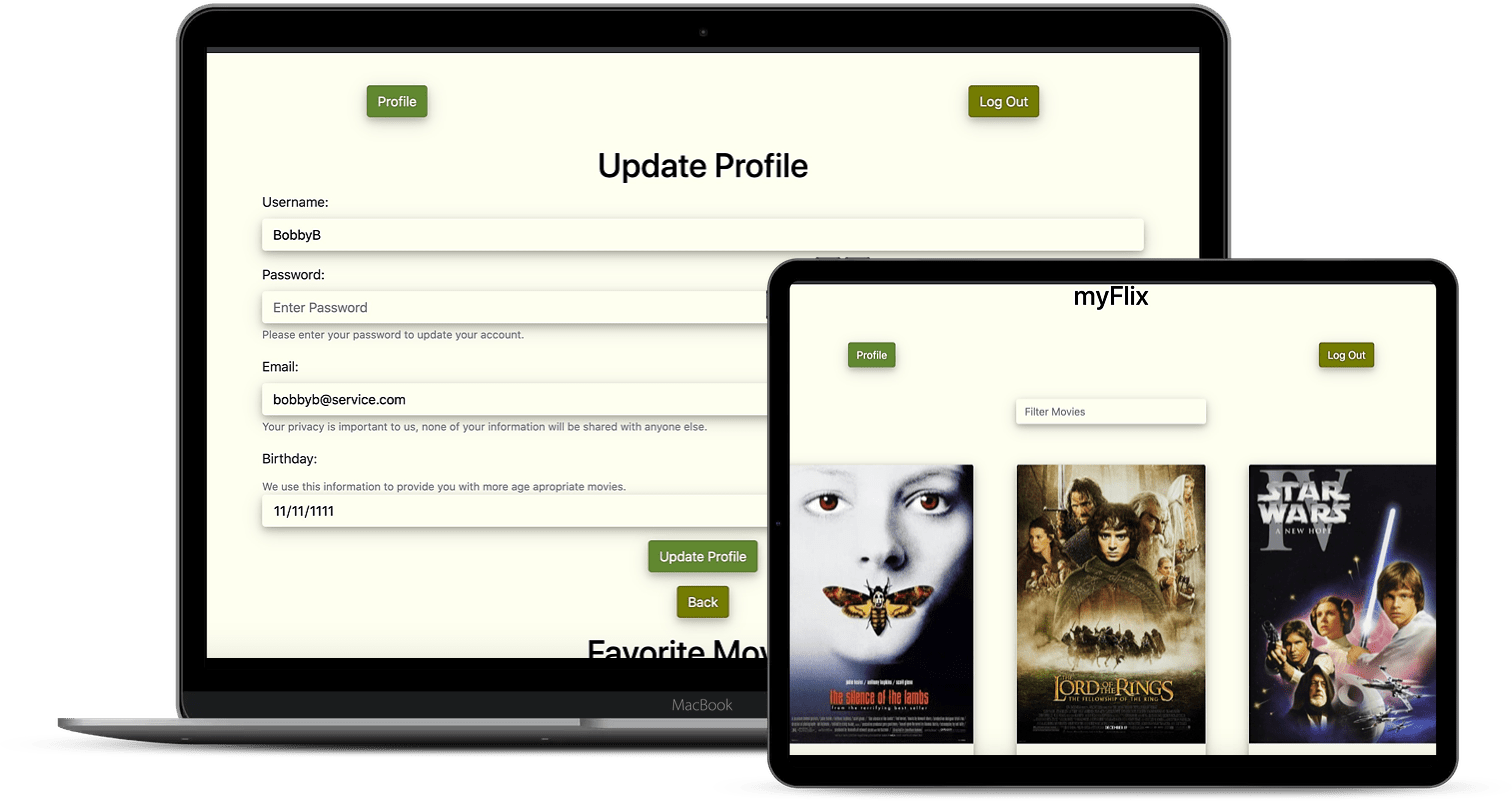 Profile
Log Out
Update Profile
Username:
BobbyB
Password:
Enter Password
Please enter your password to update your account.
Email:
bobbyb@service.com
Your privacy is important to us, none of your information will be shared with anyone else.
Birthday:
We use this information to provide you with more age apropriate movies.
11/11/1111
Update Profile
Back
Favorite Mov
MacBook
myFlix
Profile
Log Out
Filter Movies
jodie foster / anthony hopkins / scott glenn
the silence of the lambs
from the terrifying best seller
THE
LORD OF THE RINGS
THE FELLOWSHIP OF THE RING
DECEMBER 19
IV
STAR
WARS
A NEW HOPE